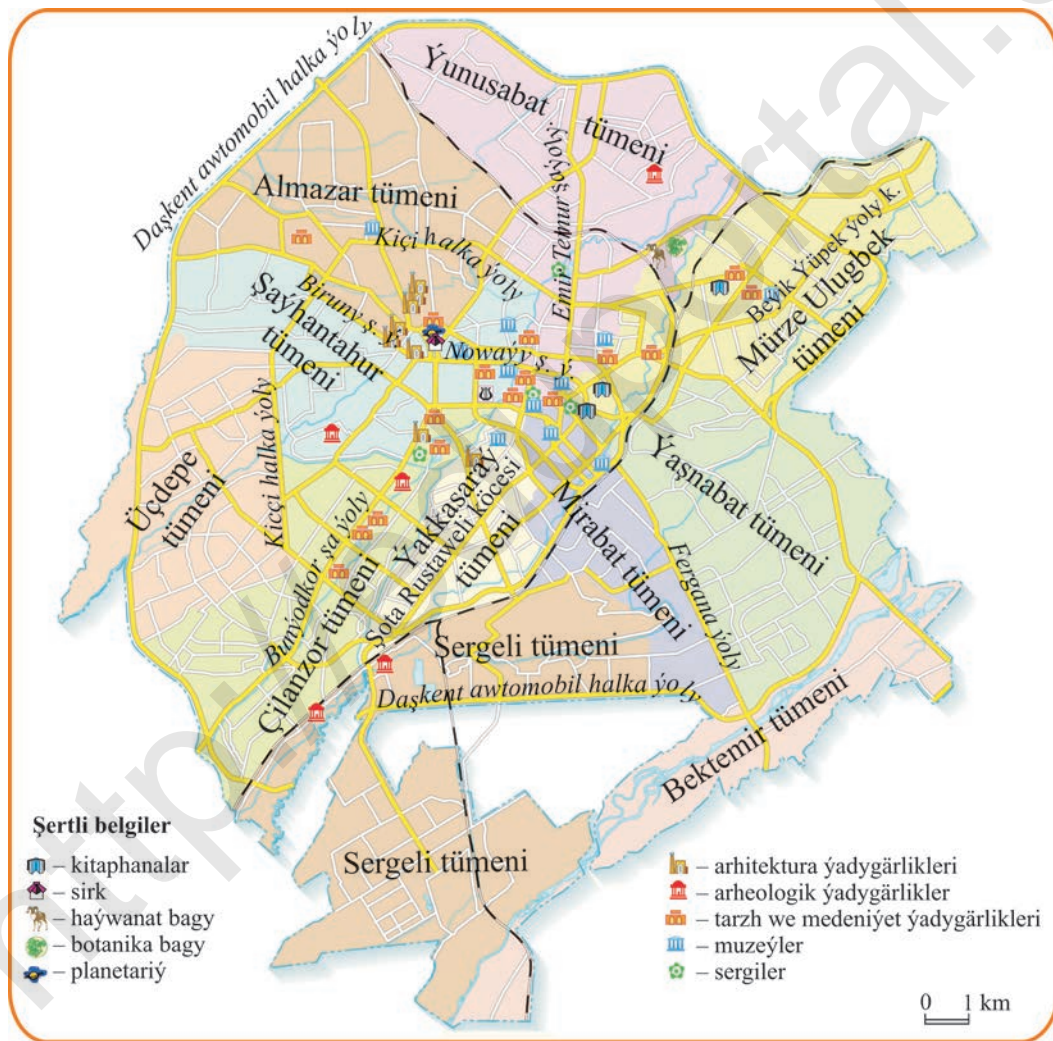 Daşkent awtomobil halka ýoly
Ýunusabat
tümeni
Emir Temur şaýoly.
Almazar tümeni
Kiçi halka ýoly
Beýik Ýüpek ýoly k.
Mürze Ulugbek
tümeni
Biruny ş. ý.
Şaýhantahur
tümeni
Nowaýy ş. ý.
Kiççi halka ýoly
Üçdepe
tümeni
Ýaşnabat tümeni
Ýakkasaraý
tümeni
Şota Rustaweli köçesi
Mirabat tümeni
Fergana ýoly
Bunýodkor şaýoly
Çilanzor tümeni
Sergeli tümeni
Daşkent awtomobil halka ýoly
Bektemir tümeni
Sergeli tümeni
Şertli belgiler
– kitaphanalar
– sirk
– haýwanat bagy
– botanika bagy
– planetariý
– arhitektura ýadygärlikleri
– arheologik ýadygärlikler
– tarzh we medeniýet ýadygärlikleri
– muzeýler
– sergiler
0 1 km